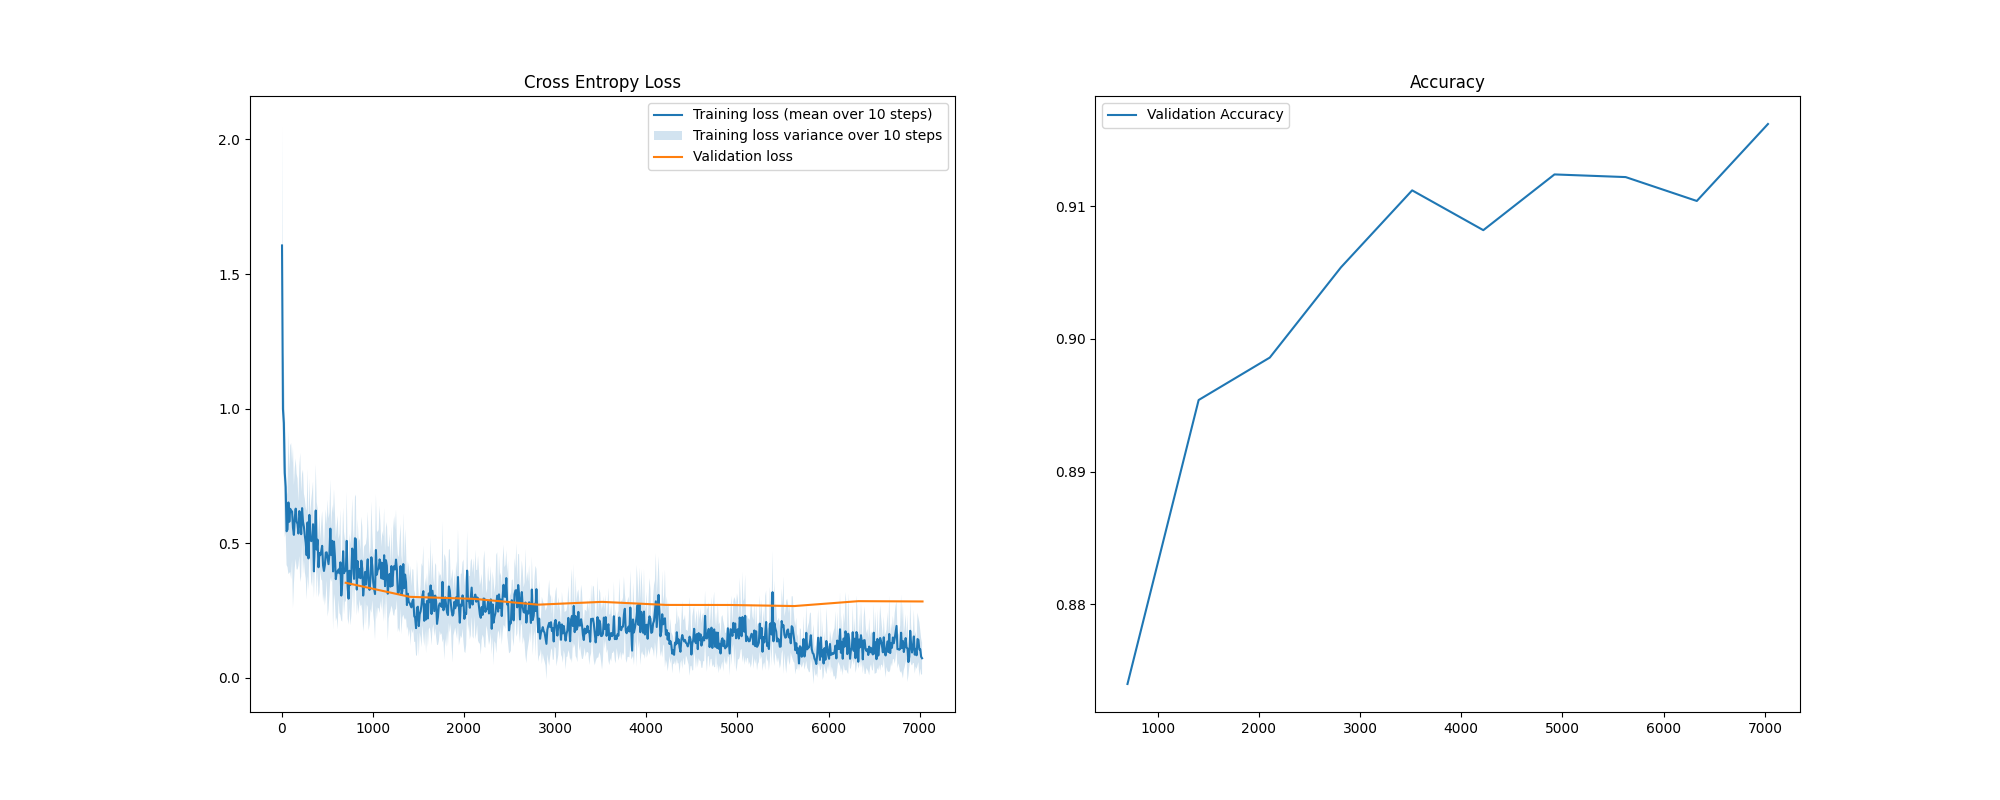 Cross Entropy Loss
Training loss (mean over 10 steps)
Training loss variance over 10 steps
Validation loss
2.0
1.5
1.0
0.5
0.0
0 1000 2000 3000 4000 5000 6000 7000
Accuracy
Validation Accuracy
0.91
0.90
0.89
0.88
1000 2000 3000 4000 5000 6000 7000